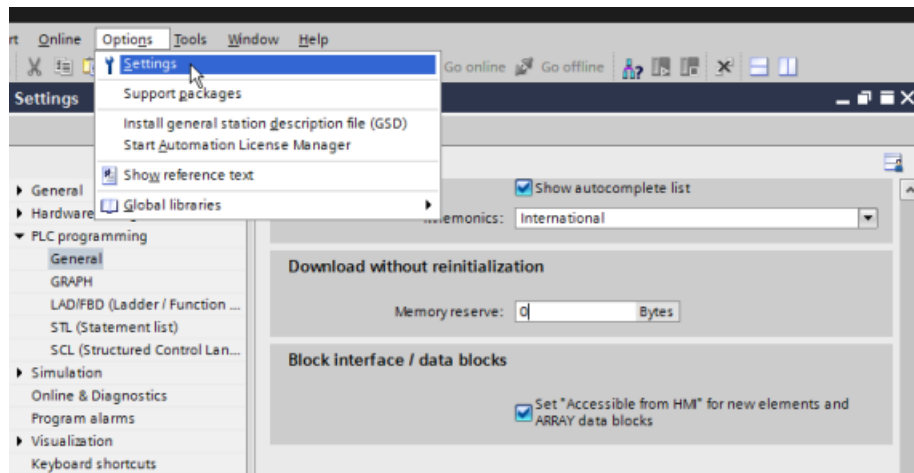 rt Online Options Tools Window Help
Settings Go online Go offline
Settings
Support packages
Install general station description file (GSD)
Start Automation License Manager
Show reference text
Global libraries
General
Hardware
PLC programming
General
GRAPH
LAD/FBD (Ladder / Function ...
STL (Statement list)
SCL (Structured Control Lan...
Simulation
Online & Diagnostics
Program alarms
Visualization
Keyboard shortcuts
Show autocomplete list
emonics: International
Download without reinitialization
Memory reserve: 0 Bytes
Block interface / data blocks
Set "Accessible from HMI" for new elements and
ARRAY data blocks